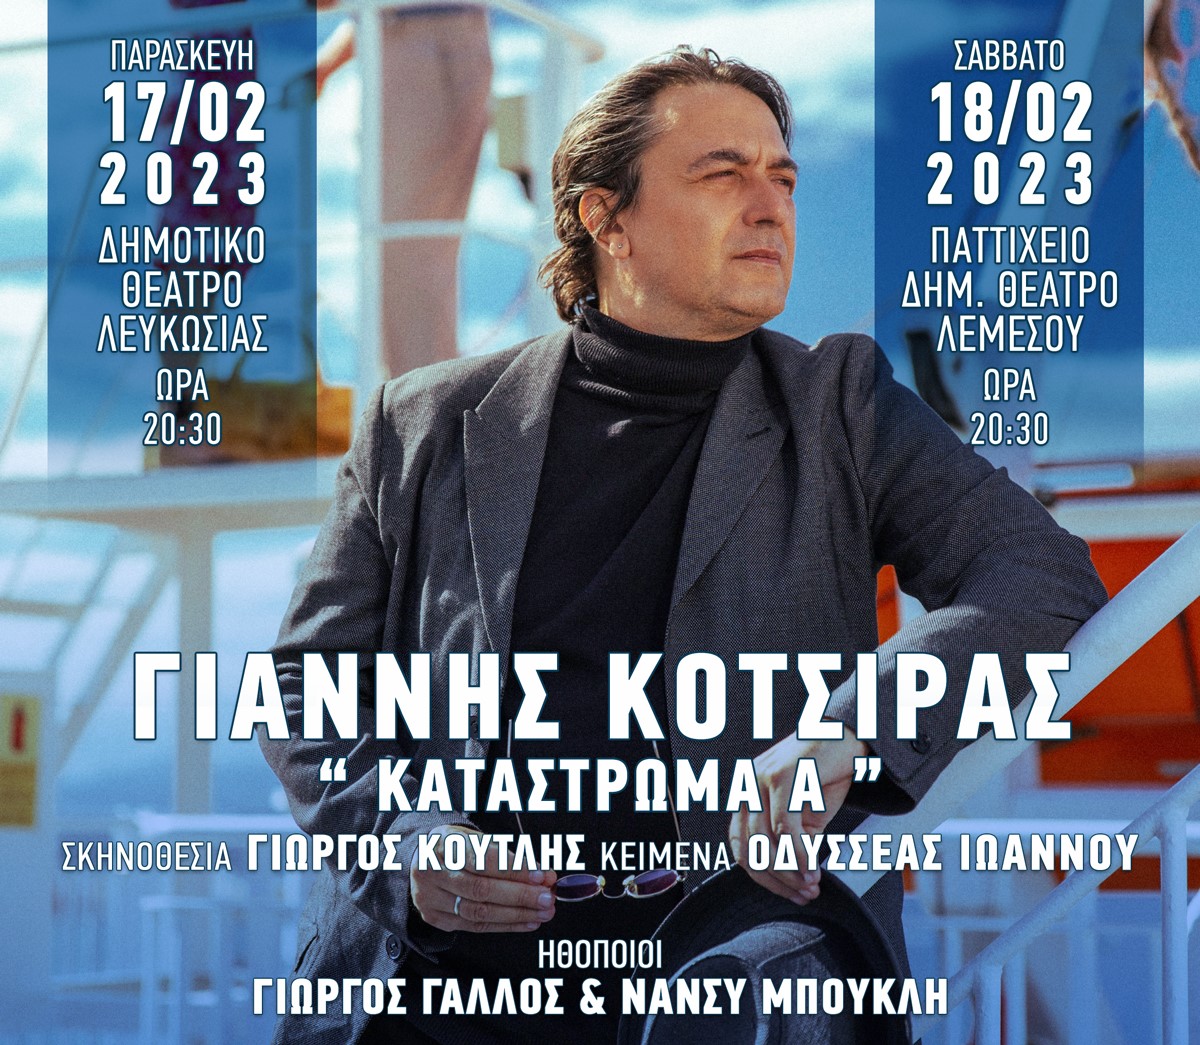 ΠΑΡΑΣΚΕΥΗ
17/02
2023
ΔΗΜΟΤΙΚΟ
ΘΕΑΤΡΟ
ΛΕΥΚΩΣΙΑΣ
ΩΡΑ
20:30
ΣΑΒΒΑΤΟ
18/02
2023
ΠΑΤΤΙΧΕΙΟ
ΔΗΜ. ΘΕΑΤΡΟ
ΛΕΜΕΣΟΥ
ΩΡΑ
20:30
ΓΙΑΝΝΗΣ ΚΟΤΣΙΡΑΣ
“ ΚΑΤΑΣΤΡΩΜΑ Α ”
ΣΚΗΝΟΘΕΣΙΑ ΓΙΩΡΓΟΣ ΚΟΥΤΛΗΣ ΚΕΙΜΕΝΑ ΟΔΥΣΣΕΑΣ ΙΩΑΝΝΟΥ
ΗΘΟΠΟΙΟΙ
ΓΙΩΡΓΟΣ ΓΑΛΛΟΣ & ΝΑΝΣΥ ΜΠΟΥΚΛΗ